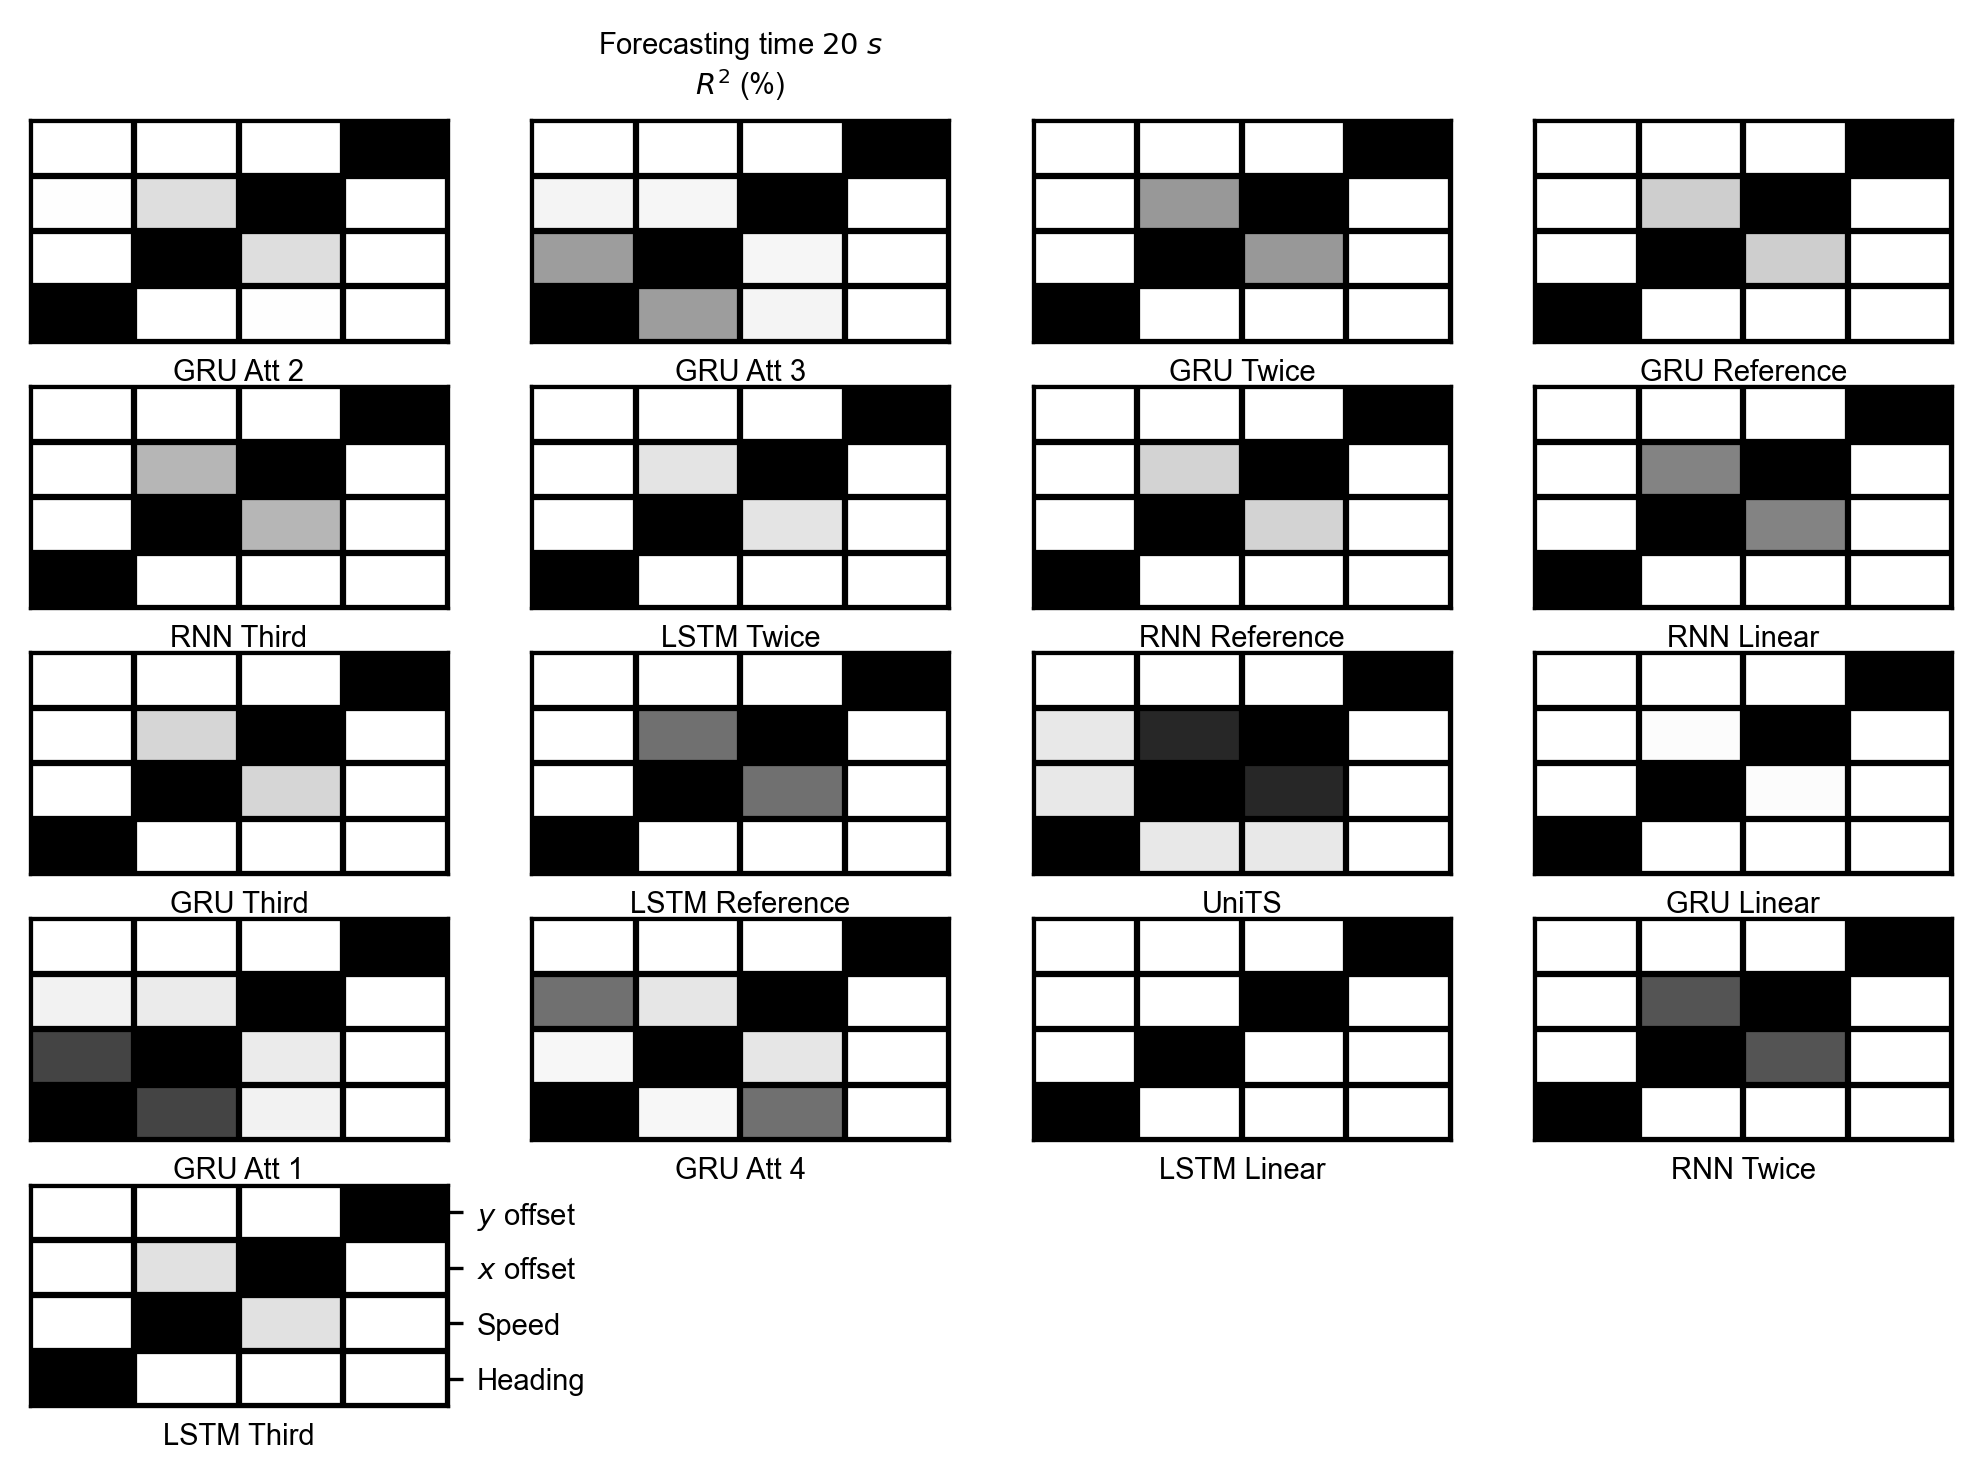 Forecasting time 20 s
R² (%)
GRU Att 2
GRU Att 3
GRU Twice
GRU Reference
RNN Third
LSTM Twice
RNN Reference
RNN Linear
GRU Third
LSTM Reference
UniTS
GRU Linear
GRU Att 1
GRU Att 4
LSTM Linear
RNN Twice
y offset
x offset
Speed
Heading
LSTM Third